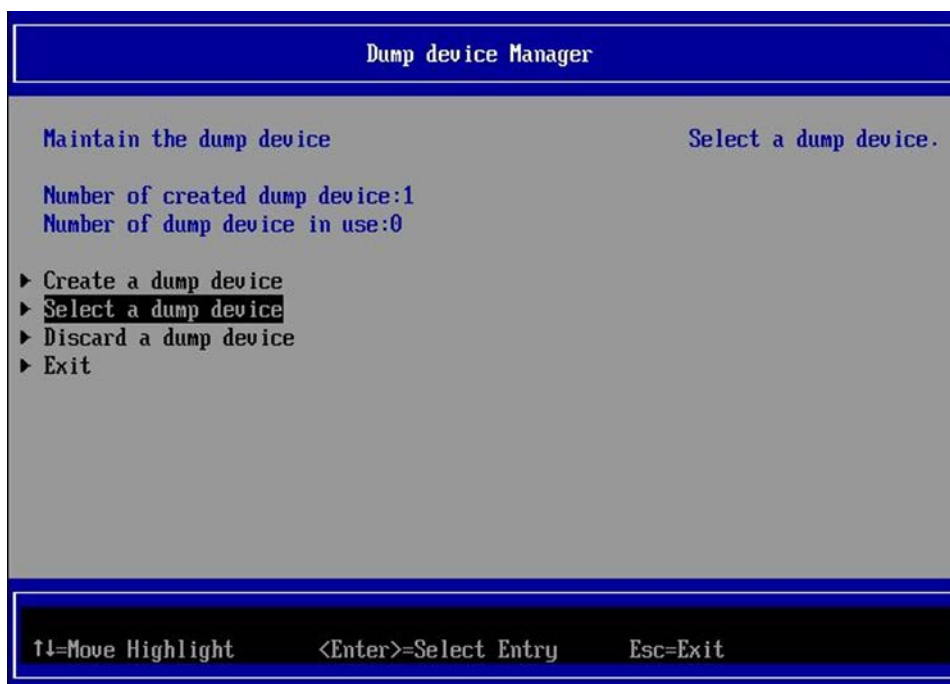 Dump device Manager
Maintain the dump device
Select a dump device.
Number of created dump device:1
Number of dump device in use:0
▶ Create a dump device
▶ Select a dump device
▶ Discard a dump device
▶ Exit
↑↓=Move Highlight <Enter>=Select Entry Esc=Exit